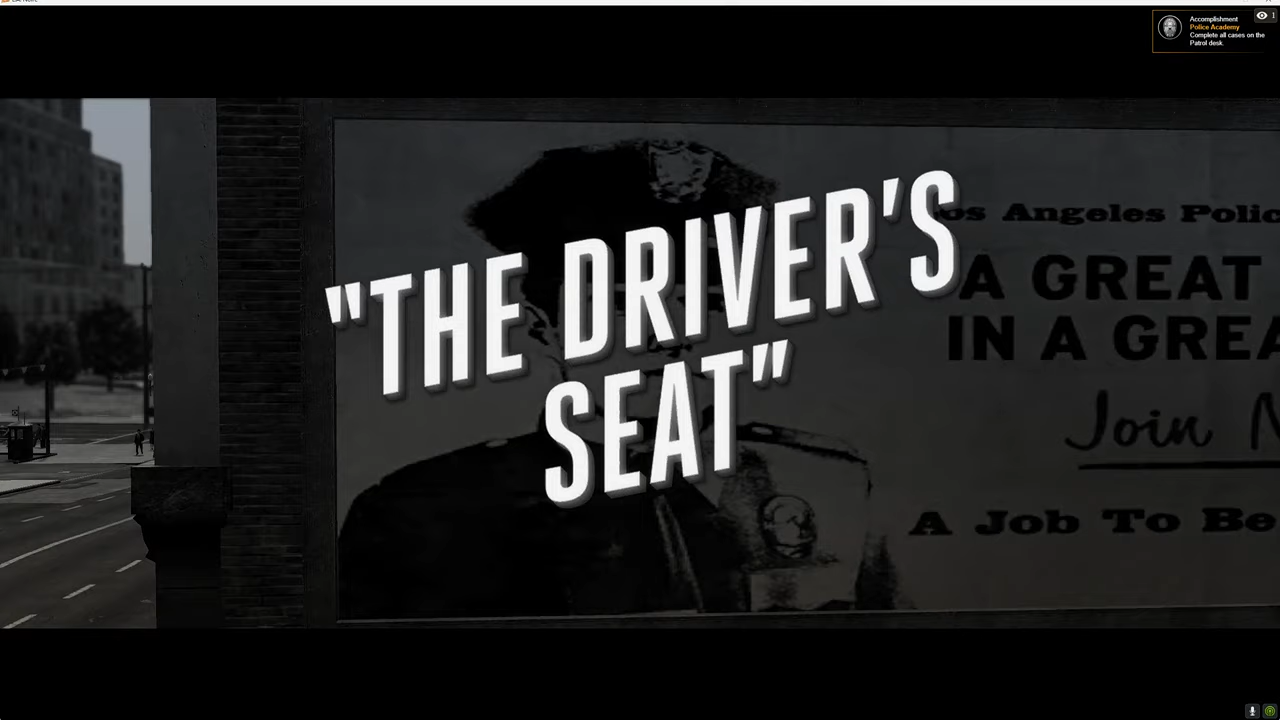 Accomplishment
Police Academy
Complete all cases on the
Patrol desk.
1
"THE DRIVER'S
SEAT"
os Angeles Polic
A GREAT
IN A GREA
Join N
A Job To Be